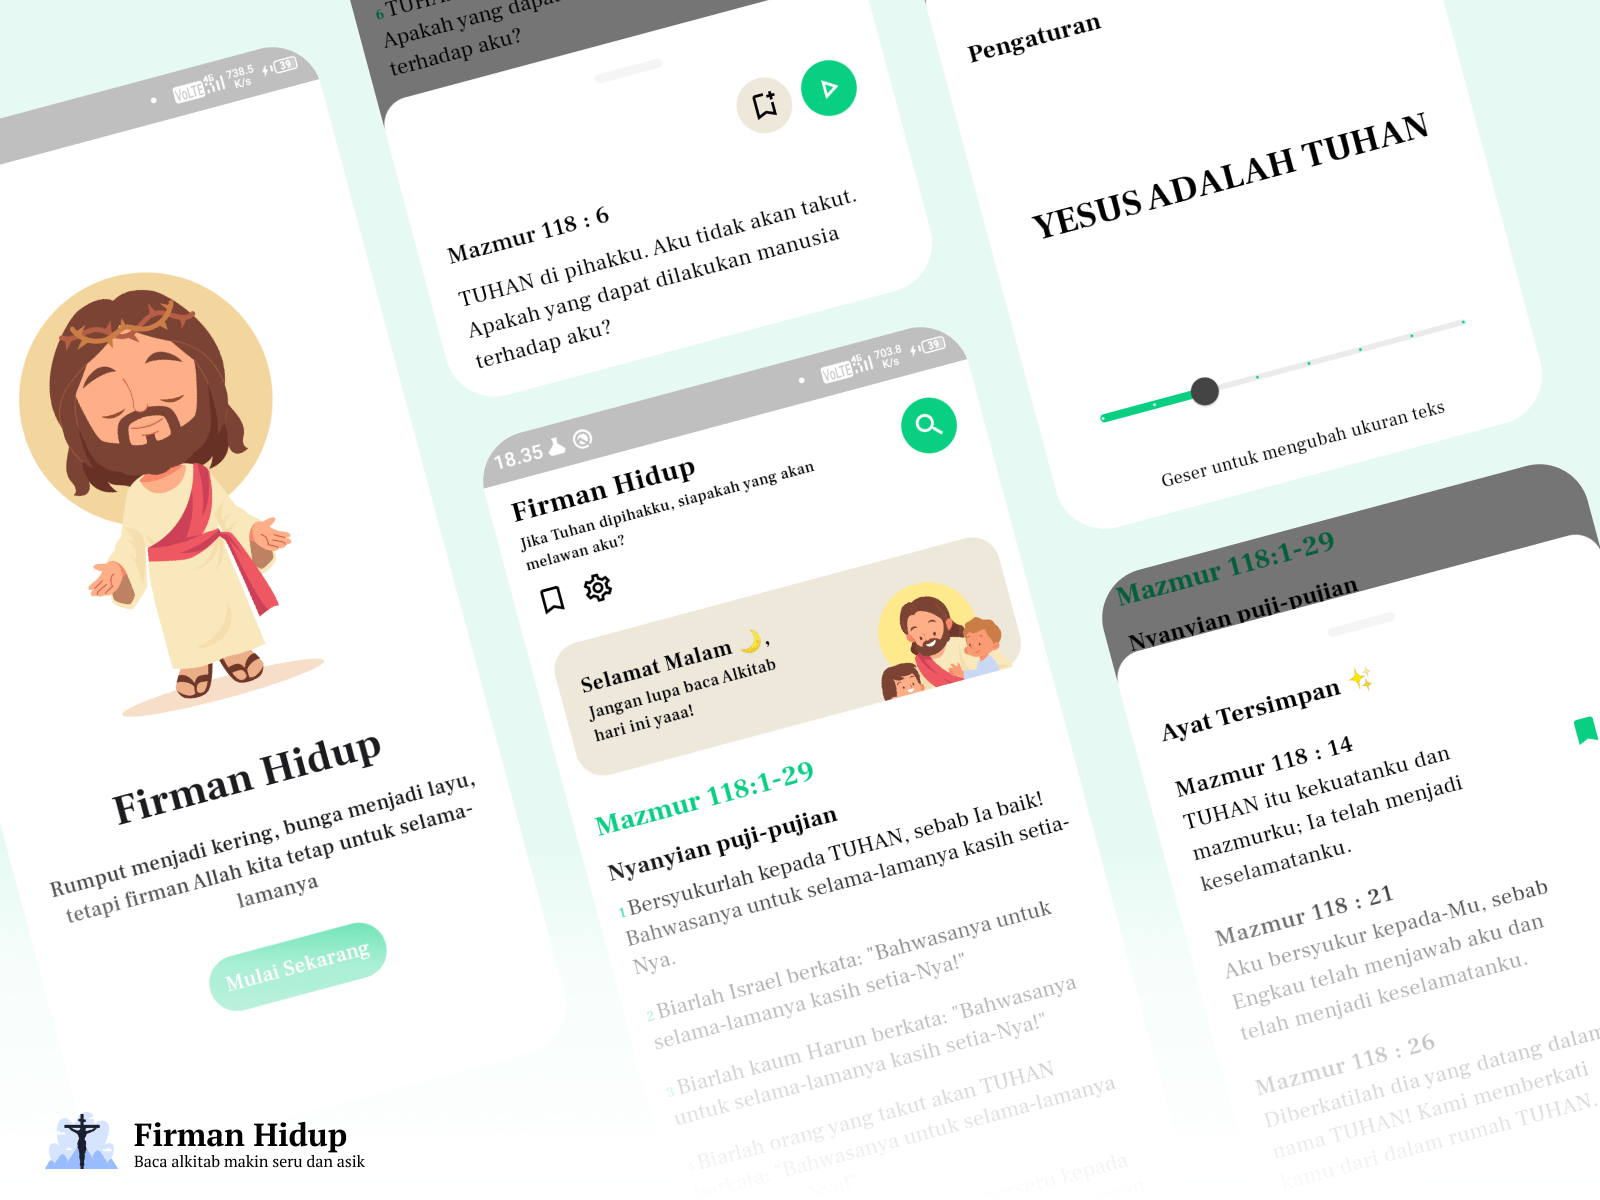 VoLTE 4G 738.5 K/s 39
Firman Hidup
Rumput menjadi kering, bunga menjadi layu,
tetapi firman Allah kita tetap untuk selama-
lamanya
Mulai Sekarang
6 TUHAN
Apakah yang dapat
terhadap aku?
Mazmur 118 : 6
TUHAN di pihakku. Aku tidak akan takut.
Apakah yang dapat dilakukan manusia
terhadap aku?
18.35 VoLTE 4G 703.8 K/s 39
Firman Hidup
Jika Tuhan dipihakku, siapakah yang akan
melawan aku?
Selamat Malam 🌙,
Jangan lupa baca Alkitab
hari ini yaaa!
Mazmur 118:1-29
Nyanyian puji-pujian
1 Bersyukurlah kepada TUHAN, sebab Ia baik!
Bahwasanya untuk selama-lamanya kasih setia-
Nya.
2 Biarlah Israel berkata: "Bahwasanya untuk
selama-lamanya kasih setia-Nya!"
3 Biarlah kaum Harun berkata: "Bahwasanya
untuk selama-lamanya kasih setia-Nya!"
Biarlah orang yang takut akan TUHAN
berkata: "Bahwasanya untuk selama-lamanya
berseru kepada
Pengaturan
YESUS ADALAH TUHAN
Geser untuk mengubah ukuran teks
Mazmur 118:1-29
Nyanyian puji-pujian
Ayat Tersimpan ✨
Mazmur 118 : 14
TUHAN itu kekuatanku dan
mazmurku; Ia telah menjadi
keselamatanku.
Mazmur 118 : 21
Aku bersyukur kepada-Mu, sebab
Engkau telah menjawab aku dan
telah menjadi keselamatanku.
Mazmur 118 : 26
Diberkatilah dia yang datang dalam
nama TUHAN! Kami memberkati
kamu dari dalam rumah TUHAN.
Firman Hidup
Baca alkitab makin seru dan asik